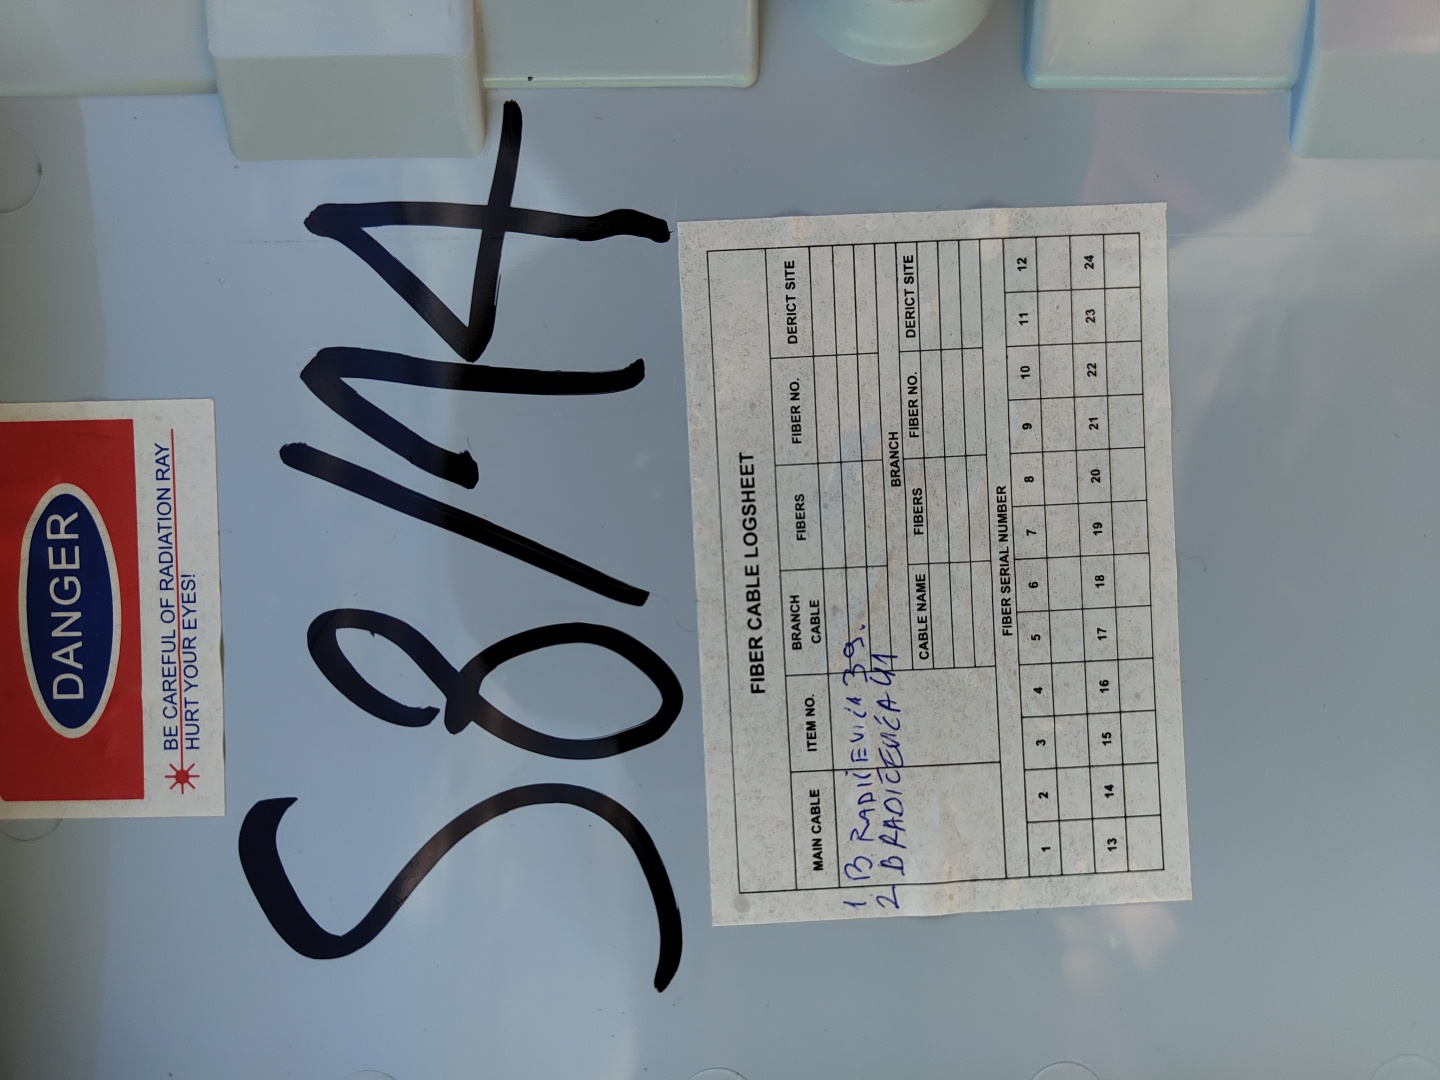 DANGER
BE CAREFUL OF RADIATION RAY
HURT YOUR EYES!
S8/14
FIBER CABLE LOGSHEET
MAIN CABLE ITEM NO. BRANCH CABLE FIBERS FIBER NO. DERICT SITE
1 B. RADIČEVIĆA 39.
2 B RADIČEVIĆA 41
BRANCH
CABLE NAME FIBERS FIBER NO. DERICT SITE
FIBER SERIAL NUMBER
1 2 3 4 5 6 7 8 9 10 11 12
13 14 15 16 17 18 19 20 21 22 23 24